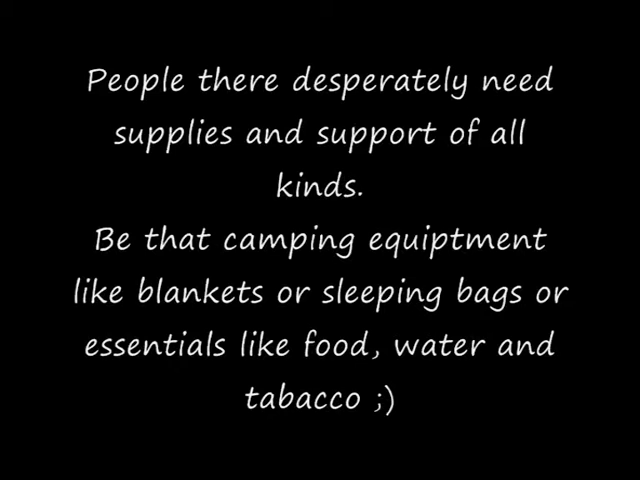 People there desperately need
supplies and support of all
kinds.
Be that camping equiptment
like blankets or sleeping bags or
essentials like food, water and
tabacco ;)